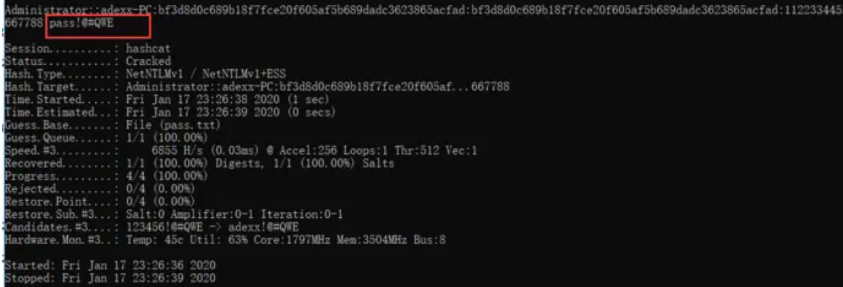 Administrator::adexx-PC:bf3d8d0c689b18f7fce20f605af5b689dadc3623865acfad:bf3d8d0c689b18f7fce20f605af5b689dadc3623865acfad:112233445
667788:pass!@#QWE
Session..........: hashcat
Status...........: Cracked
Hash.Type........: NetNTLMv1 / NetNTLMv1+ESS
Hash.Target......: Administrator::adexx-PC:bf3d8d0c689b18f7fce20f605af...667788
Time.Started.....: Fri Jan 17 23:26:38 2020 (1 sec)
Time.Estimated...: Fri Jan 17 23:26:39 2020 (0 secs)
Guess.Base.......: File (pass.txt)
Guess.Queue......: 1/1 (100.00%)
Speed.#3.........:     6855 H/s (0.03ms) @ Accel:256 Loops:1 Thr:512 Vec:1
Recovered........: 1/1 (100.00%) Digests, 1/1 (100.00%) Salts
Progress.........: 4/4 (100.00%)
Rejected.........: 0/4 (0.00%)
Restore.Point....: 0/4 (0.00%)
Restore.Sub.#3...: Salt:0 Amplifier:0-1 Iteration:0-1
Candidates.#3....: 123456!@#QWE -> adexx!@#QWE
Hardware.Mon.#3..: Temp: 45c Util: 63% Core:1797MHz Mem:3504MHz Bus:8
Started: Fri Jan 17 23:26:36 2020
Stopped: Fri Jan 17 23:26:39 2020